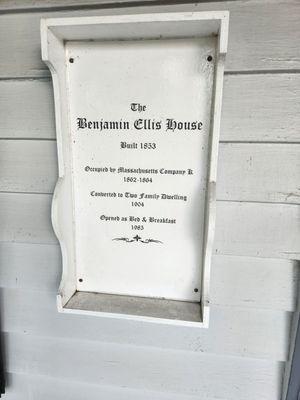 The
Benjamin Ellis House
Built 1853
Occupied by Massachusetts Company K
1862-1864
Converted to Two Family Dwelling
1904
Opened as Bed & Breakfast
1985